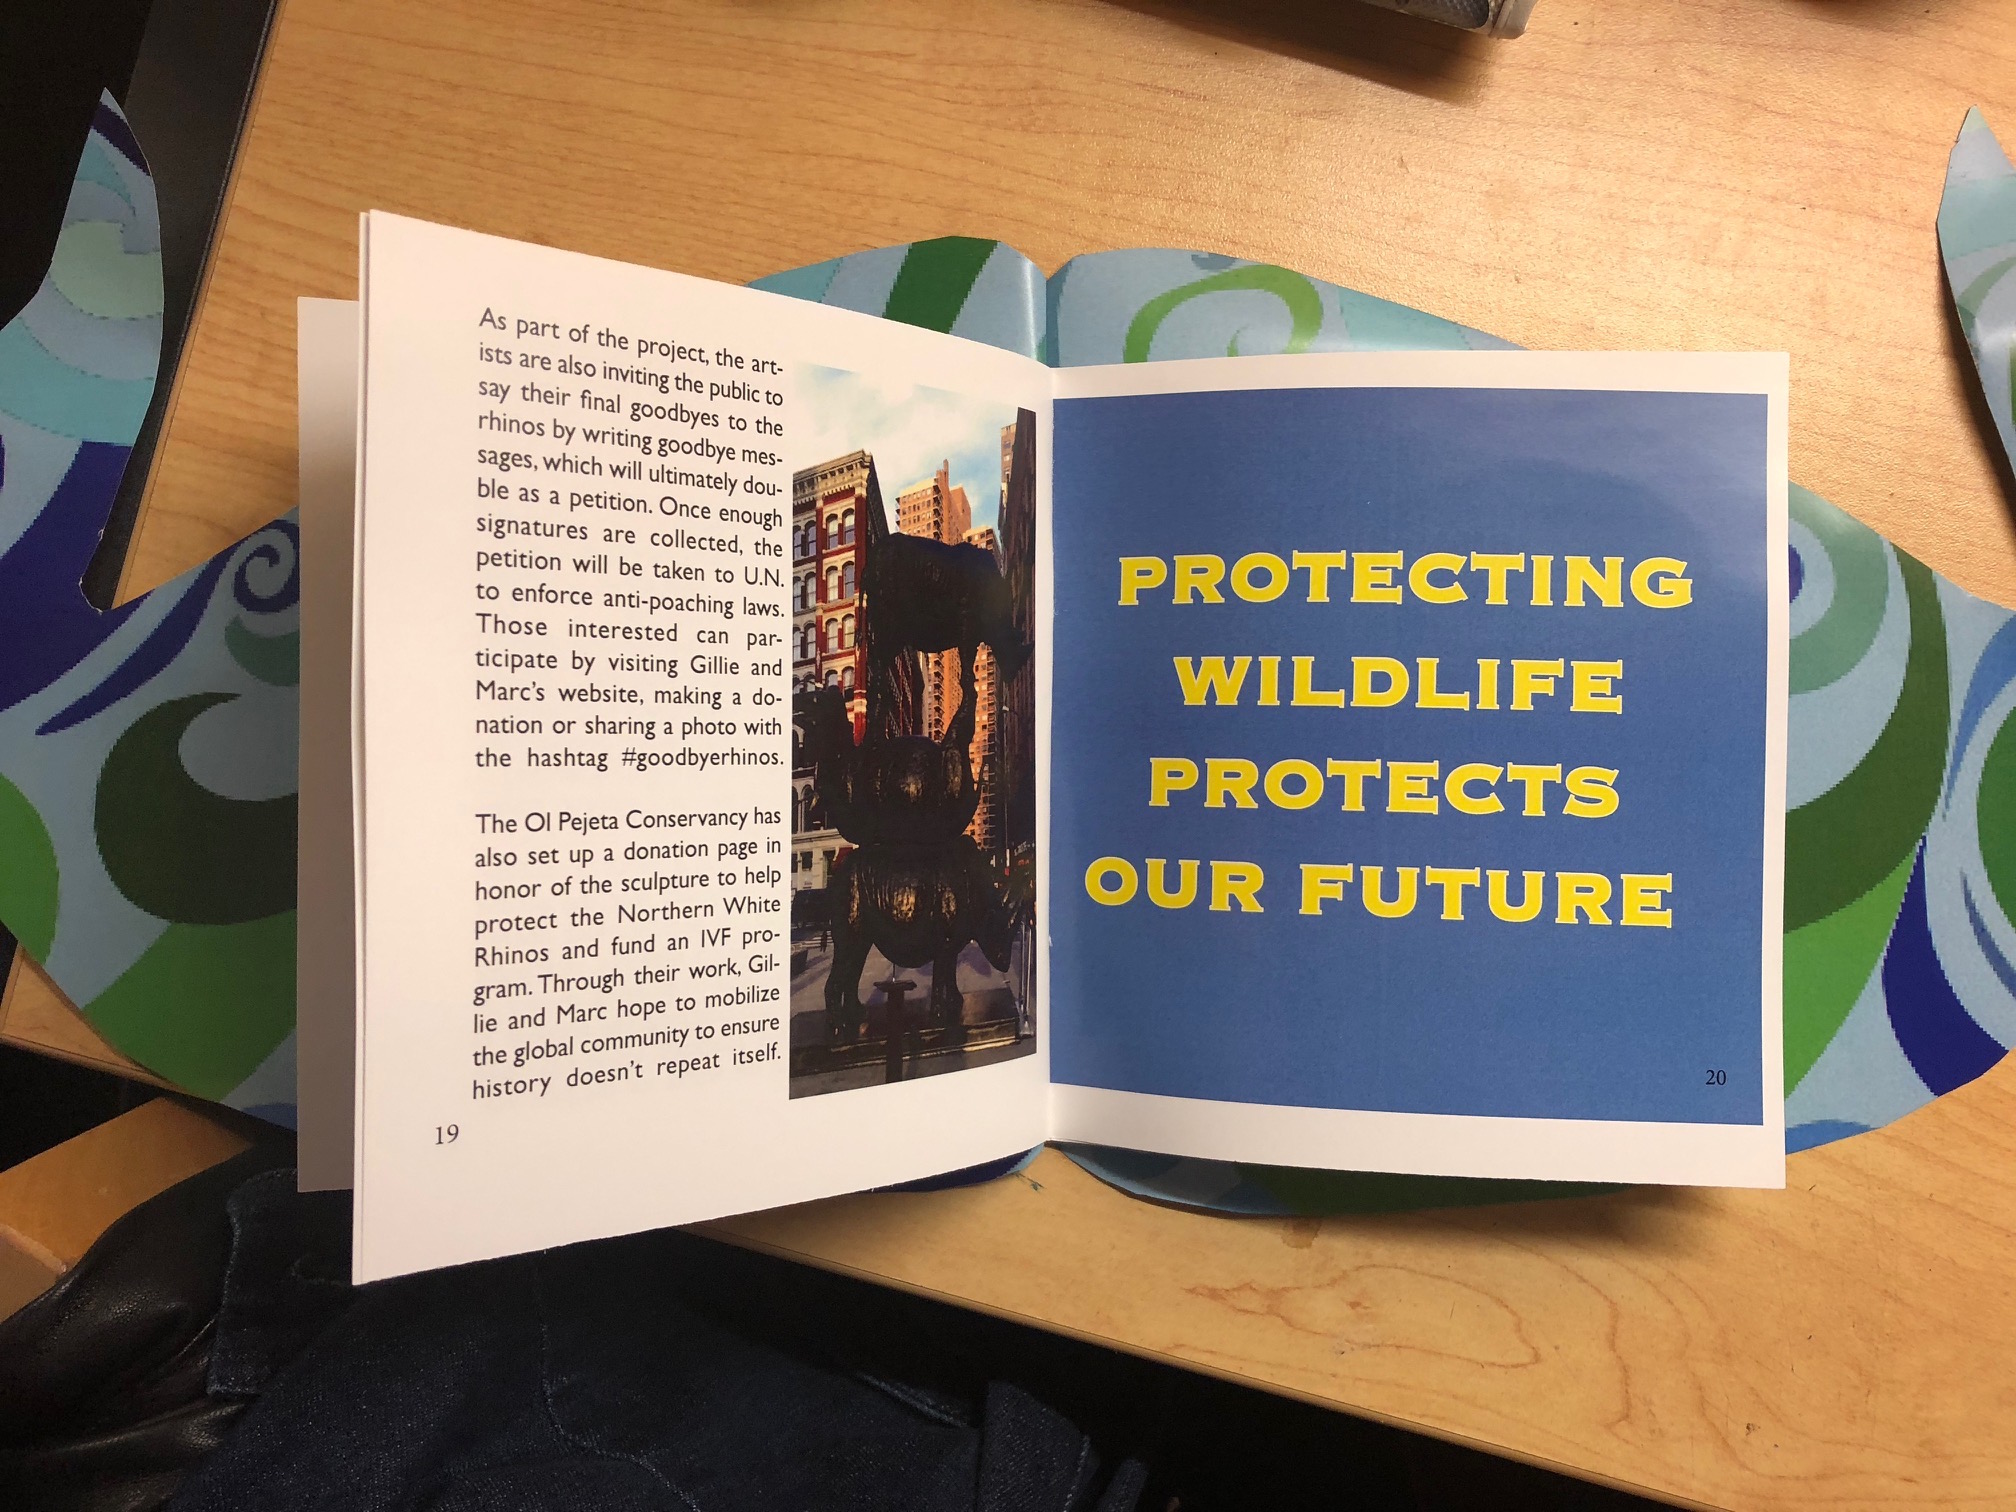 As part of the project, the art-
ists are also inviting the public to
say their final goodbyes to the
rhinos by writing goodbye mes-
sages, which will ultimately dou-
ble as a petition. Once enough
signatures are collected, the
petition will be taken to U.N.
to enforce anti-poaching laws.
Those interested can par-
ticipate by visiting Gillie and
Marc's website, making a do-
nation or sharing a photo with
the hashtag #goodbyerhinos.
The Ol Pejeta Conservancy has
also set up a donation page in
honor of the sculpture to help
protect the Northern White
Rhinos and fund an IVF pro-
gram. Through their work, Gil-
lie and Marc hope to mobilize
the global community to ensure
history doesn't repeat itself.
19
PROTECTING
WILDLIFE
PROTECTS
OUR FUTURE
20